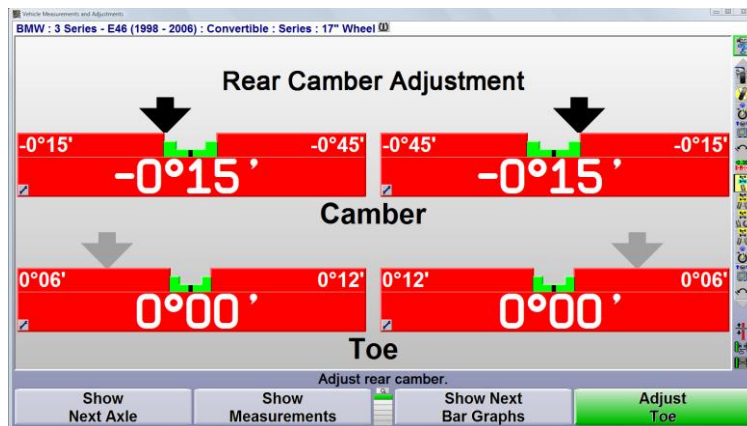 Vehicle Measurements and Adjustments
BMW : 3 Series - E46 (1998 - 2006) : Convertible : Series : 17" Wheel
Rear Camber Adjustment
-0°15' -0°45' -0°45' -0°15'
-0°15' -0°15'
Camber
0°06' 0°12' 0°12' 0°06'
0°00' 0°00'
Toe
Adjust rear camber.
Show Show Show Next Adjust
Next Axle Measurements Bar Graphs Toe